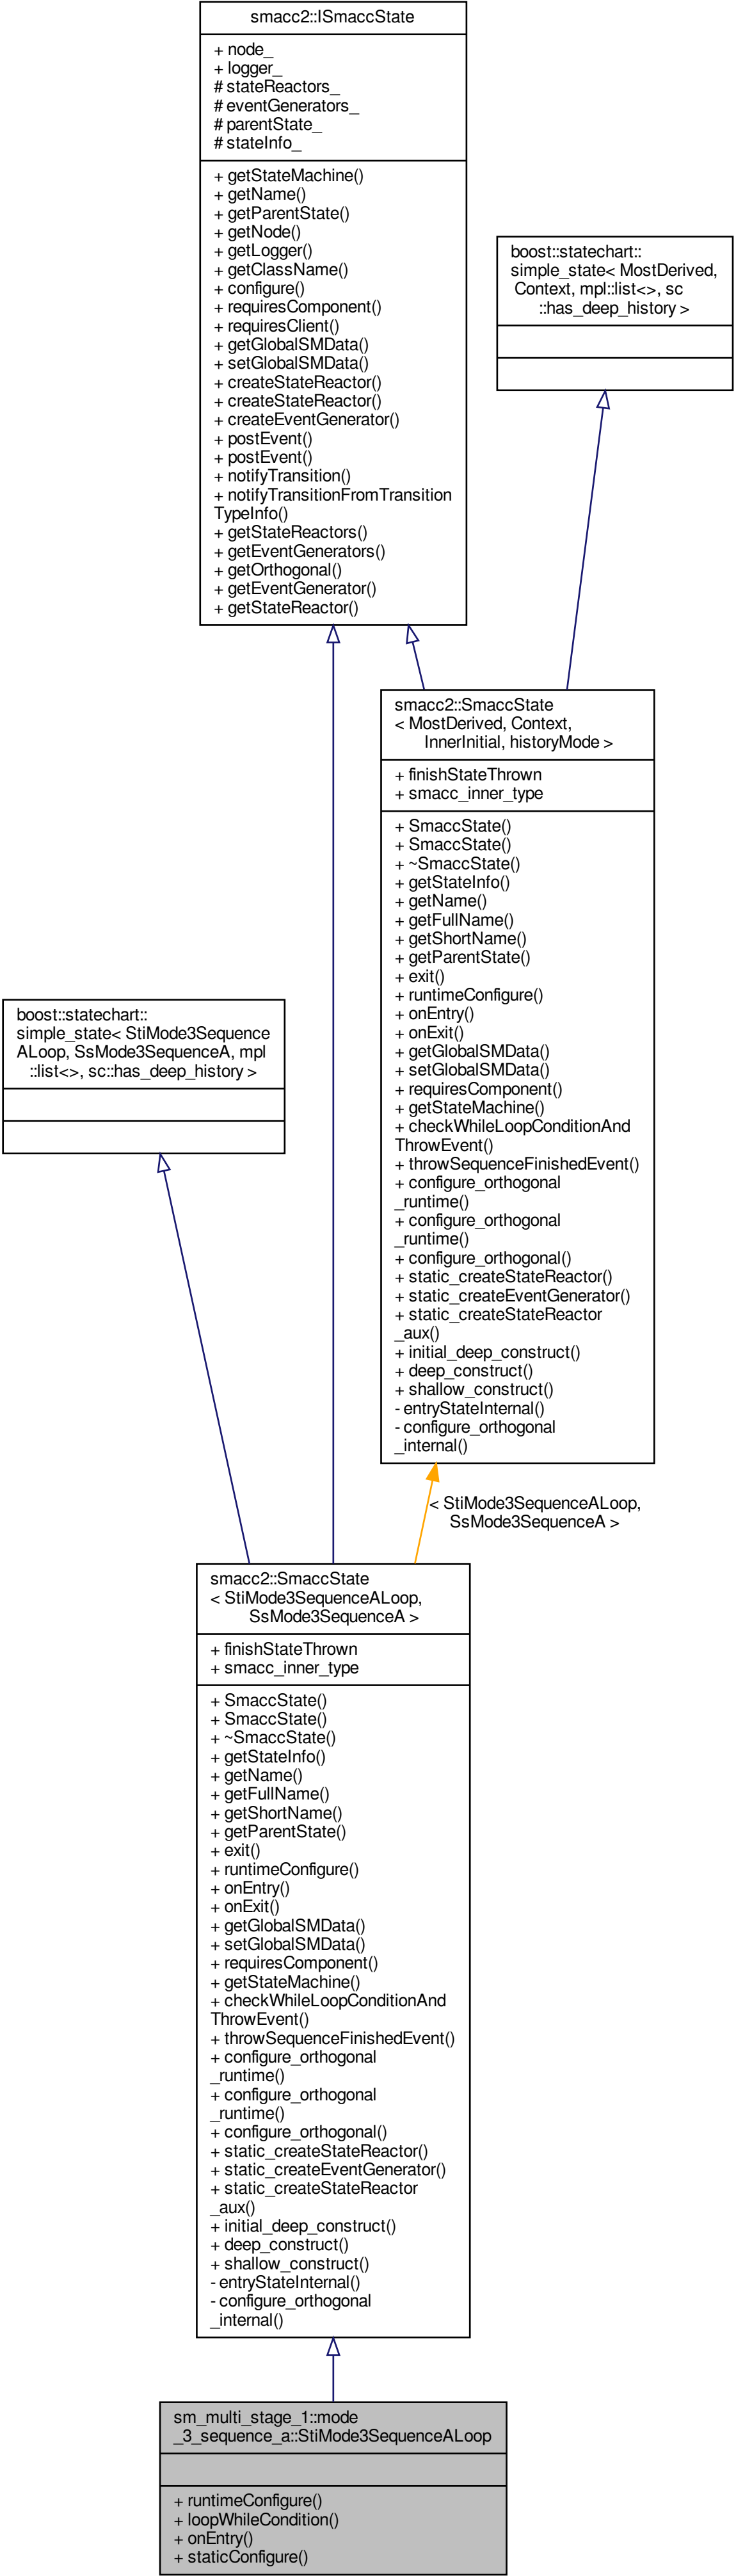 smacc2::ISmaccState
+ node_
+ logger_
# stateReactors_
# eventGenerators_
# parentState_
# stateInfo_
+ getStateMachine()
+ getName()
+ getParentState()
+ getNode()
+ getLogger()
+ getClassName()
+ configure()
+ requiresComponent()
+ requiresClient()
+ getGlobalSMData()
+ setGlobalSMData()
+ createStateReactor()
+ createStateReactor()
+ createEventGenerator()
+ postEvent()
+ postEvent()
+ notifyTransition()
+ notifyTransitionFromTransition
TypeInfo()
+ getStateReactors()
+ getEventGenerators()
+ getOrthogonal()
+ getEventGenerator()
+ getStateReactor()
boost::statechart::
simple_state< MostDerived,
Context, mpl::list<>, sc
::has_deep_history >
smacc2::SmaccState
< MostDerived, Context,
InnerInitial, historyMode >
+ finishStateThrown
+ smacc_inner_type
+ SmaccState()
+ SmaccState()
+ ~SmaccState()
+ getStateInfo()
+ getName()
+ getFullName()
+ getShortName()
+ getParentState()
+ exit()
+ runtimeConfigure()
+ onEntry()
+ onExit()
+ getGlobalSMData()
+ setGlobalSMData()
+ requiresComponent()
+ getStateMachine()
+ checkWhileLoopConditionAnd
ThrowEvent()
+ throwSequenceFinishedEvent()
+ configure_orthogonal
_runtime()
+ configure_orthogonal
_runtime()
+ configure_orthogonal()
+ static_createStateReactor()
+ static_createEventGenerator()
+ static_createStateReactor
_aux()
+ initial_deep_construct()
+ deep_construct()
+ shallow_construct()
- entryStateInternal()
- configure_orthogonal
_internal()
boost::statechart::
simple_state< StiMode3Sequence
ALoop, SsMode3SequenceA, mpl
::list<>, sc::has_deep_history >
< StiMode3SequenceALoop,
SsMode3SequenceA >
smacc2::SmaccState
< StiMode3SequenceALoop,
SsMode3SequenceA >
+ finishStateThrown
+ smacc_inner_type
+ SmaccState()
+ SmaccState()
+ ~SmaccState()
+ getStateInfo()
+ getName()
+ getFullName()
+ getShortName()
+ getParentState()
+ exit()
+ runtimeConfigure()
+ onEntry()
+ onExit()
+ getGlobalSMData()
+ setGlobalSMData()
+ requiresComponent()
+ getStateMachine()
+ checkWhileLoopConditionAnd
ThrowEvent()
+ throwSequenceFinishedEvent()
+ configure_orthogonal
_runtime()
+ configure_orthogonal
_runtime()
+ configure_orthogonal()
+ static_createStateReactor()
+ static_createEventGenerator()
+ static_createStateReactor
_aux()
+ initial_deep_construct()
+ deep_construct()
+ shallow_construct()
- entryStateInternal()
- configure_orthogonal
_internal()
sm_multi_stage_1::mode
_3_sequence_a::StiMode3SequenceALoop
+ runtimeConfigure()
+ loopWhileCondition()
+ onEntry()
+ staticConfigure()